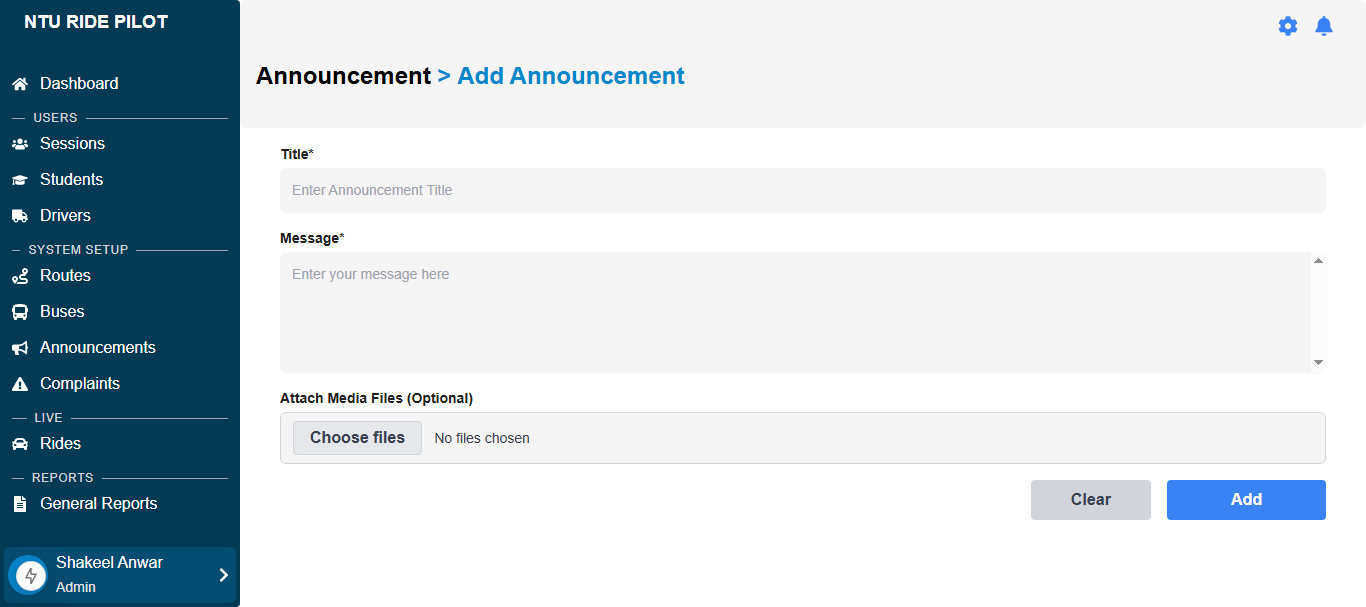 NTU RIDE PILOT
Dashboard
USERS
Sessions
Students
Drivers
SYSTEM SETUP
Routes
Buses
Announcements
Complaints
LIVE
Rides
REPORTS
General Reports
Shakeel Anwar
Admin
Announcement > Add Announcement
Title*
Enter Announcement Title
Message*
Enter your message here
Attach Media Files (Optional)
Choose files No files chosen
Clear Add